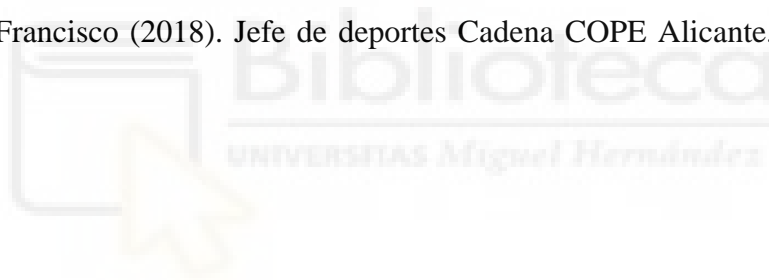 Francisco (2018). Jefe de deportes Cadena COPE Alicante.
Biblioteca
UNIVERSITAS Miguel Hernández